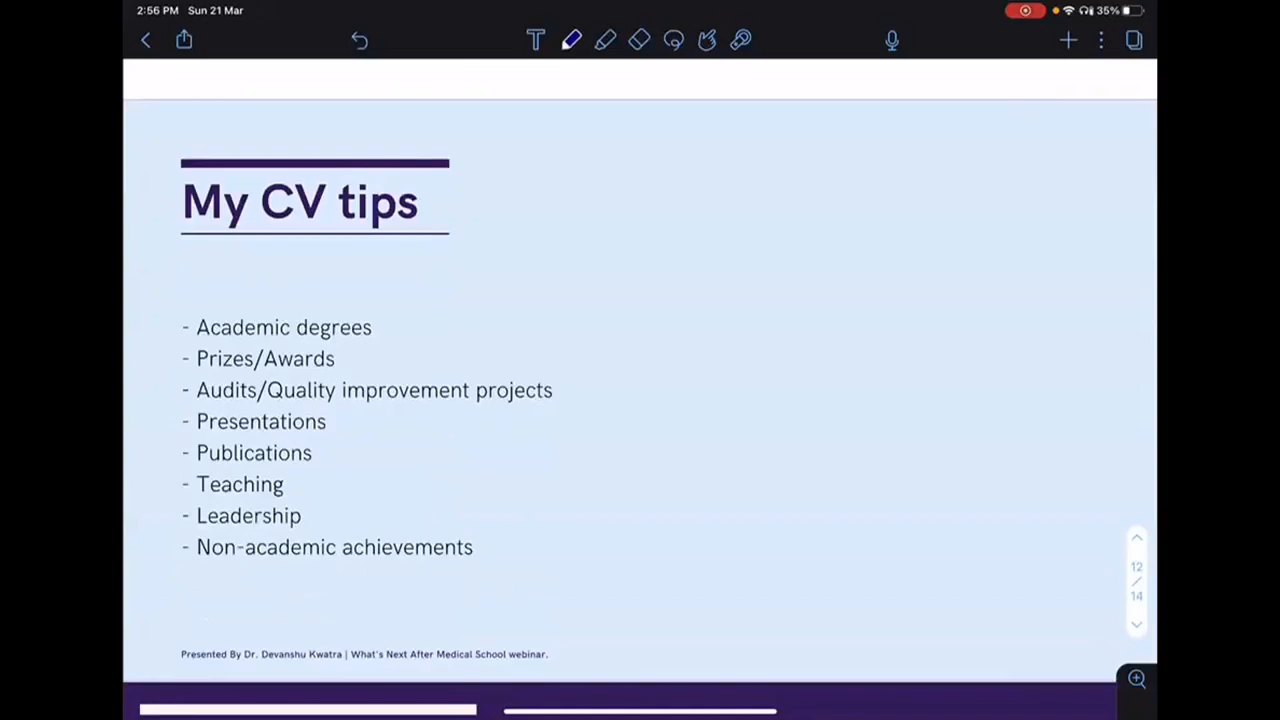 2:56 PM Sun 21 Mar
35%
My CV tips
- Academic degrees
- Prizes/Awards
- Audits/Quality improvement projects
- Presentations
- Publications
- Teaching
- Leadership
- Non-academic achievements
12
/
14
Presented By Dr. Devanshu Kwatra | What's Next After Medical School webinar.